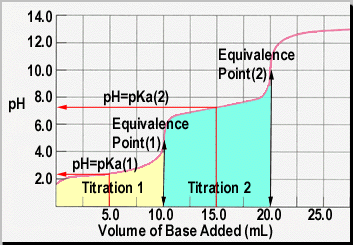 14.0
12.0
Equivalence
Point(2)
10.0
pH=pKa(2)
pH
8.0
6.0
Equivalence
Point(1)
4.0
pH=pKa(1)
2.0
Titration 1
Titration 2
5.0 10.0 15.0 20.0 25.0
Volume of Base Added (mL)